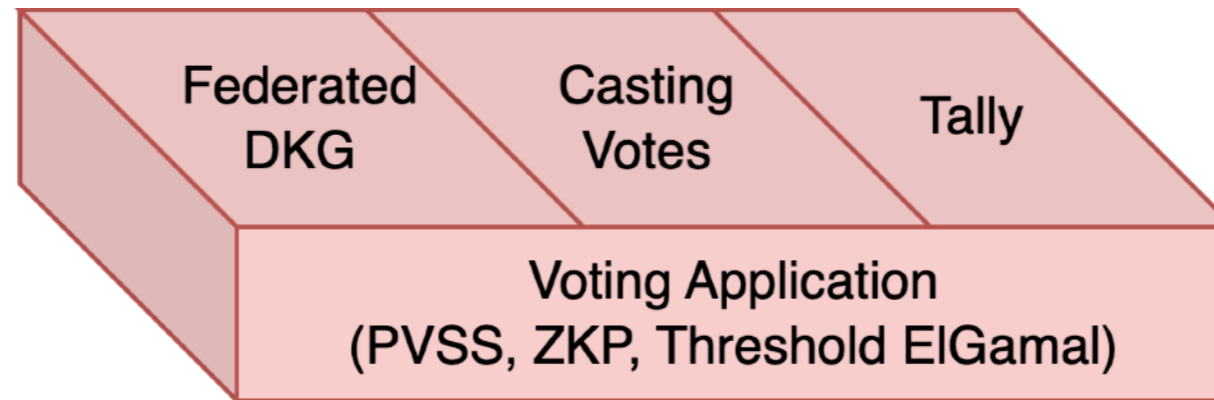 Federated
DKG
Casting
Votes
Tally
Voting Application
(PVSS, ZKP, Threshold ElGamal)